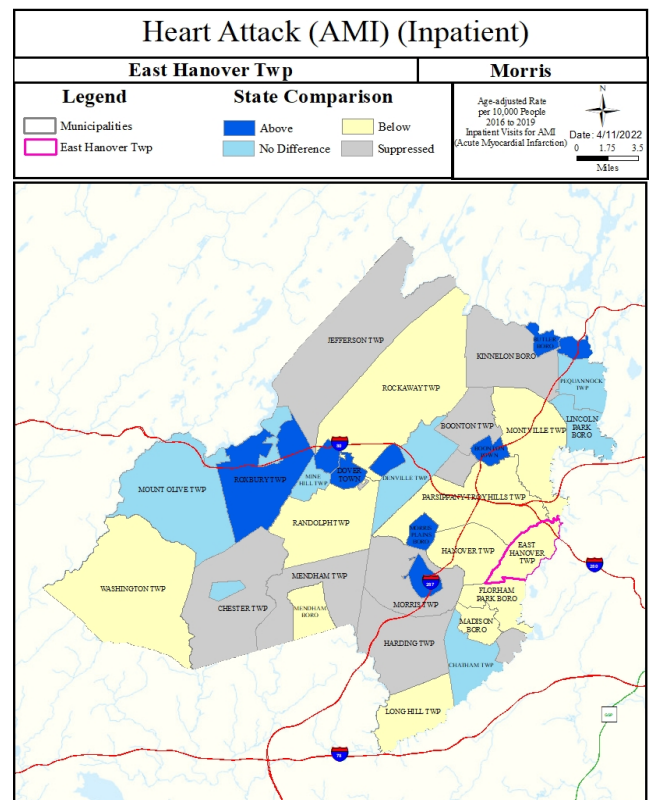 Heart Attack (AMI) (Inpatient)
East Hanover Twp
Morris
Legend
Municipalities
East Hanover Twp
State Comparison
Above
Below
No Difference
Suppressed
Age-adjusted Rate
per 10,000 People
2016 to 2019
Inpatient Visits for AMI
(Acute Myocardial Infarction)
N
Date: 4/11/2022
0 1.75 3.5
Miles
JEFFERSON TWP
KINNELON BORO
BUTLER
BORO
PEQUANNOCK
TWP
ROCKAWAY TWP
LINCOLN
PARK
BORO
BOONTON TWP
MONTVILLE TWP
80
BOONTON
TOWN
MOUNT OLIVE TWP
ROXBURY TWP
MINE
HILL TWP
DOVER
TOWN
DENVILLE TWP
PARSIPPANY-TROY HILLS TWP
RANDOLPH TWP
MORRIS
PLAINS
BORO
HANOVER TWP
EAST
HANOVER
TWP
280
WASHINGTON TWP
MENDHAM TWP
287
FLORHAM
PARK BORO
CHESTER TWP
MENDHAM
BORO
MORRIS TWP
MADISON
BORO
HARDING TWP
CHATHAM TWP
LONG HILL TWP
GSP
78